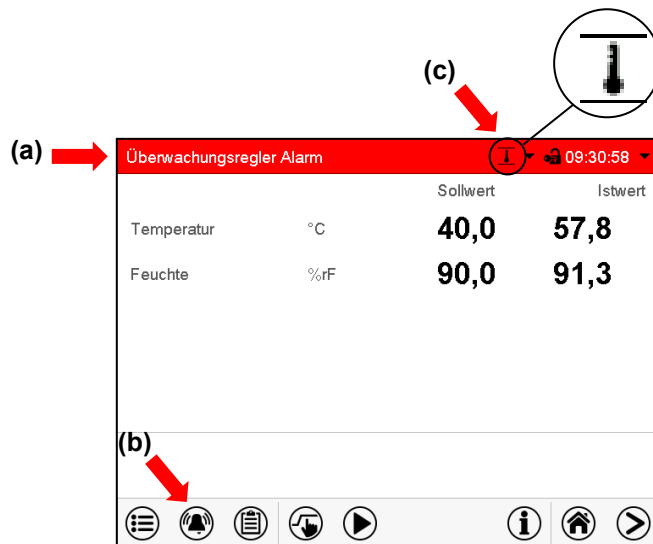 (c)
(a)
Überwachungsregler Alarm 09:30:58
Sollwert Istwert
Temperatur °C 40,0 57,8
Feuchte %rF 90,0 91,3
(b)